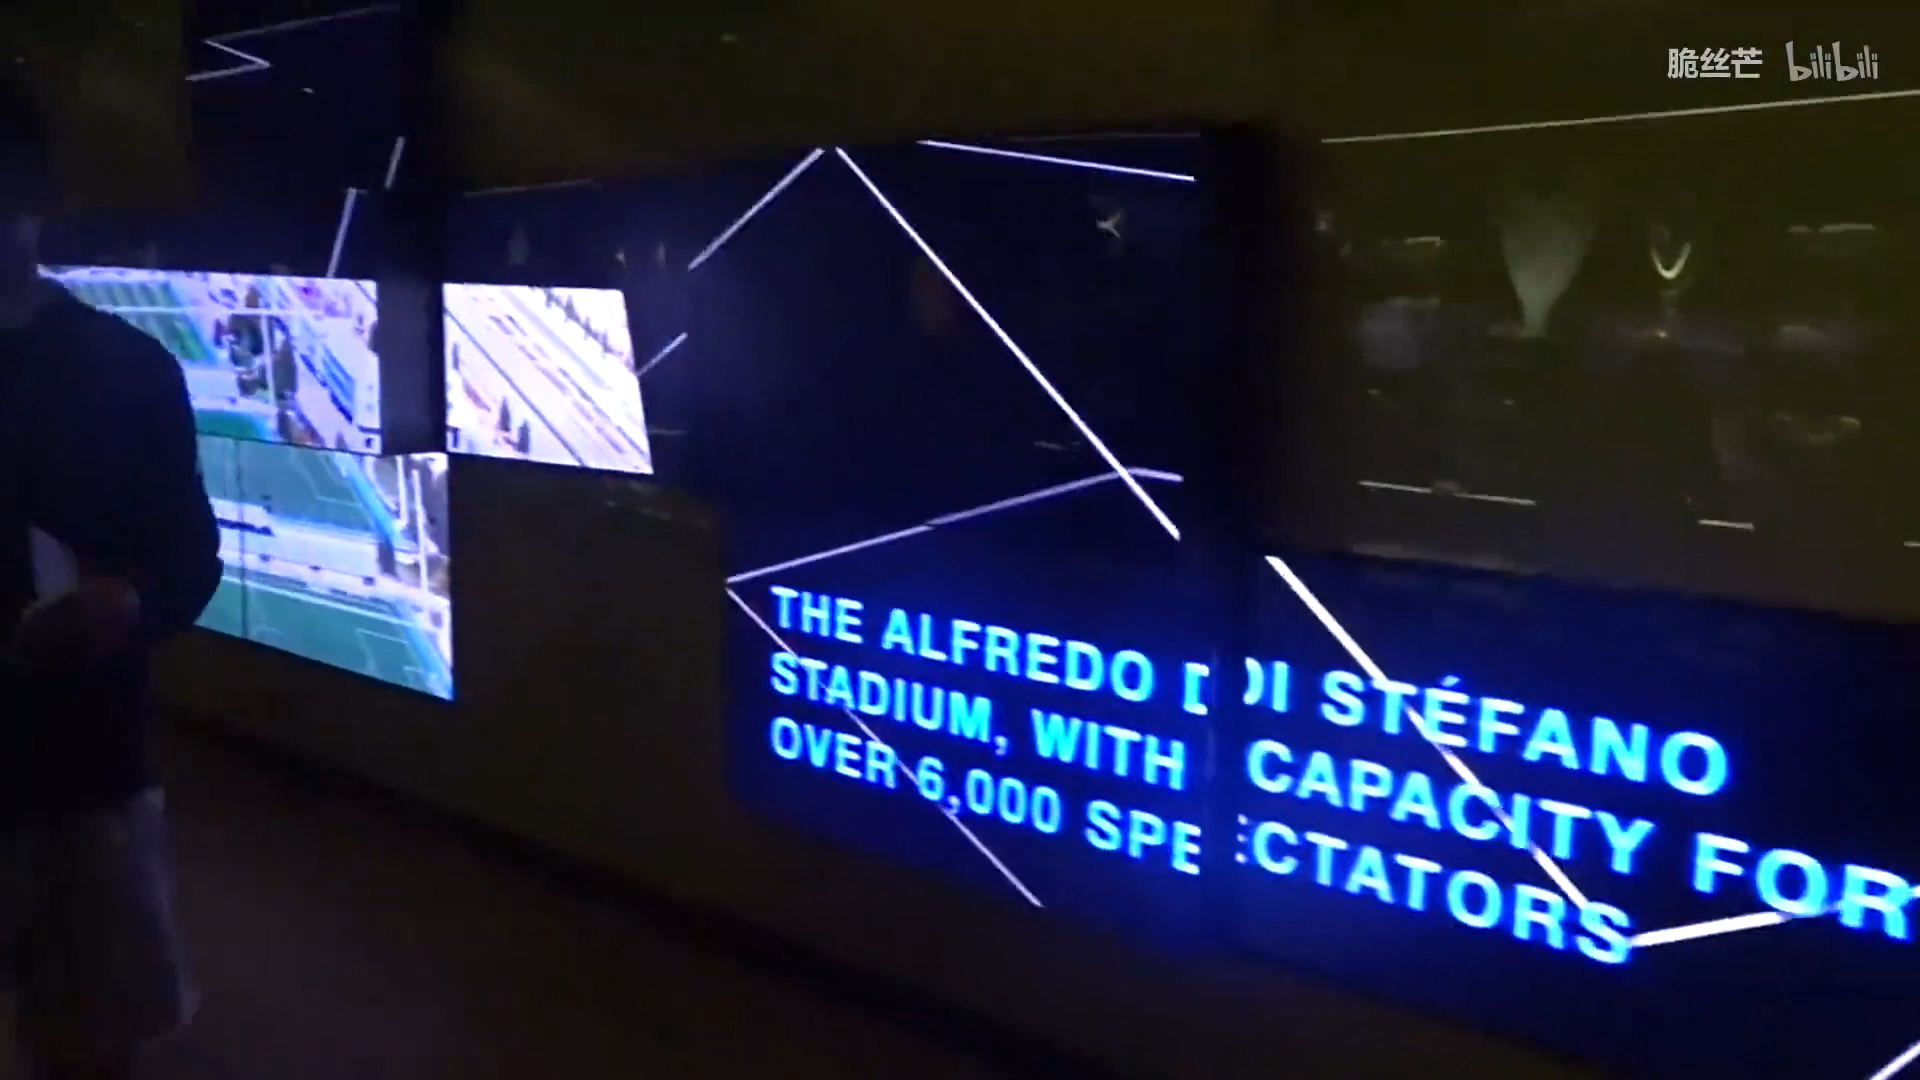 脆丝芒 bilibili
THE ALFREDO DI STÉFANO
STADIUM, WITH CAPACITY FOR
OVER 6,000 SPECTATORS